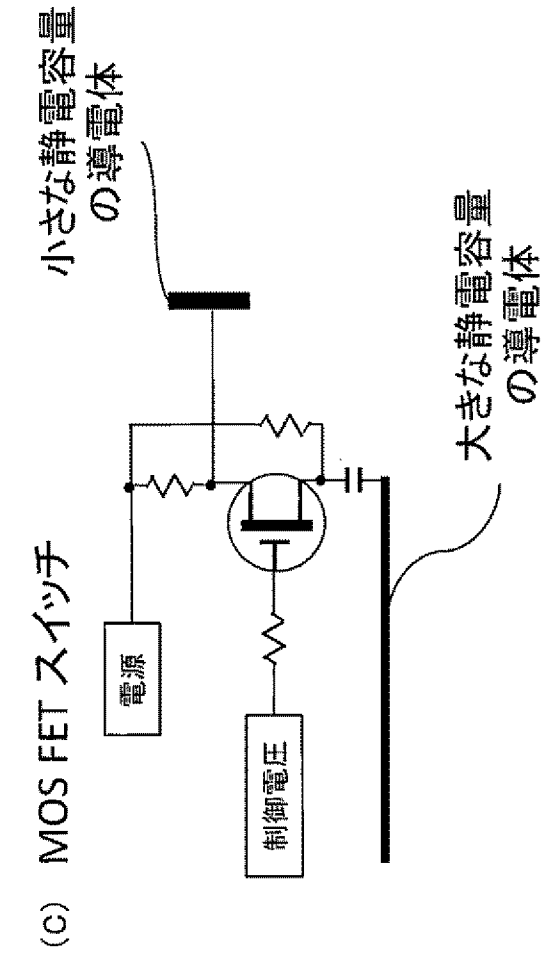 (c) MOS FET スイッチ
電源
制御電圧
小さな静電容量
の導電体
大きな静電容量
の導電体